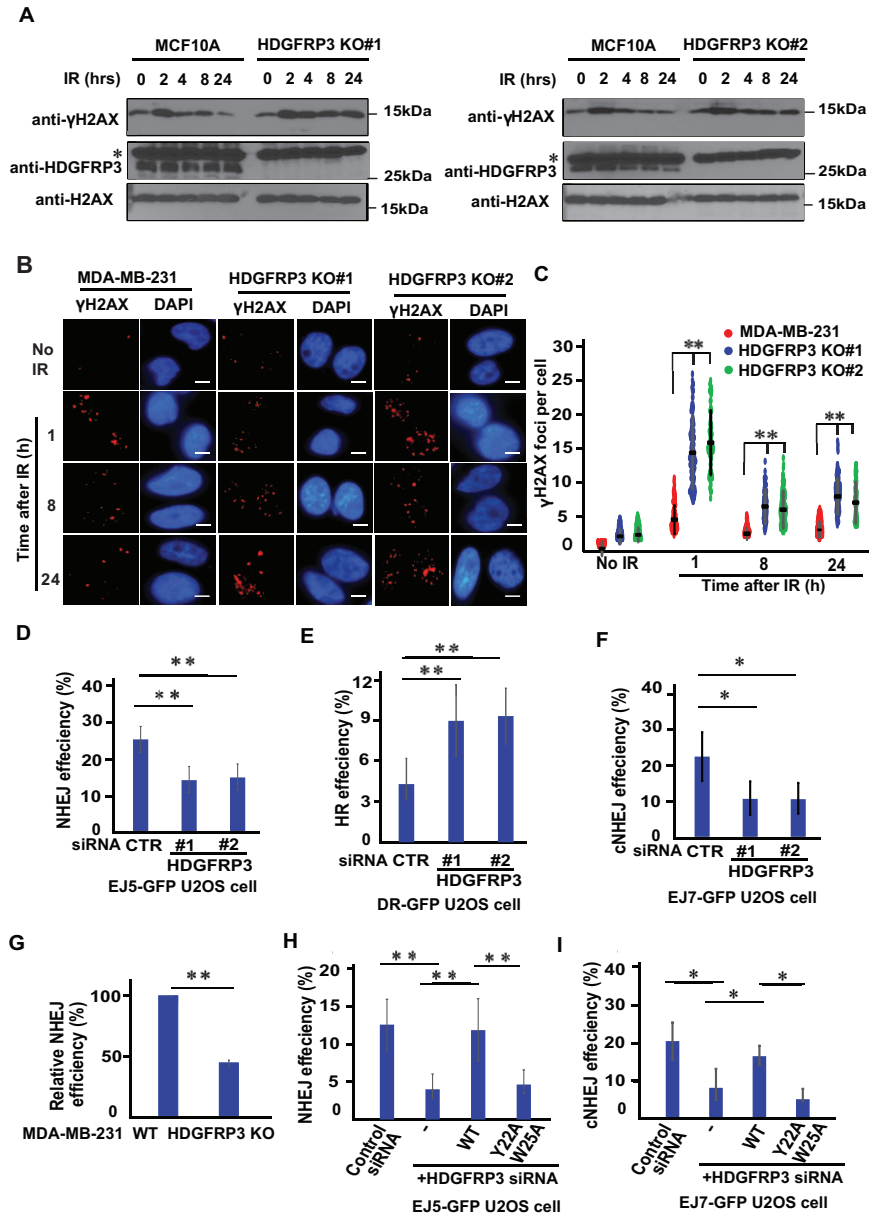 A
MCF10A HDGFRP3 KO#1
IR (hrs) 0 2 4 8 24 0 2 4 8 24
anti-γH2AX 15kDa
*
anti-HDGFRP3 25kDa
anti-H2AX 15kDa
MCF10A HDGFRP3 KO#2
IR (hrs) 0 2 4 8 24 0 2 4 8 24
anti-γH2AX 15kDa
*
anti-HDGFRP3 25kDa
anti-H2AX 15kDa
B
MDA-MB-231 HDGFRP3 KO#1 HDGFRP3 KO#2
γH2AX DAPI γH2AX DAPI γH2AX DAPI
No
IR
Time after IR (h)
1
8
24
C
γH2AX foci per cell
30
25
20
15
10
5
0
MDA-MB-231
HDGFRP3 KO#1
HDGFRP3 KO#2
** ** **
No IR 1 8 24
Time after IR (h)
D
NHEJ effeciency (%)
40
30
20
10
0
**
**
siRNA CTR #1 #2
HDGFRP3
EJ5-GFP U2OS cell
E
HR effeciency (%)
12
9
6
3
0
**
**
siRNA CTR #1 #2
HDGFRP3
DR-GFP U2OS cell
F
cNHEJ effeciency (%)
40
30
20
10
0
*
*
siRNA CTR #1 #2
HDGFRP3
EJ7-GFP U2OS cell
G
Relative NHEJ
efficiency (%)
100
50
0
**
MDA-MB-231 WT HDGFRP3 KO
H
NHEJ effeciency (%)
20
15
10
5
0
** ** **
Control
siRNA
-
WT
Y22A
W25A
+HDGFRP3 siRNA
EJ5-GFP U2OS cell
I
cNHEJ effeciency (%)
40
30
20
10
0
* * *
Control
siRNA
-
WT
Y22A
W25A
+HDGFRP3 siRNA
EJ7-GFP U2OS cell